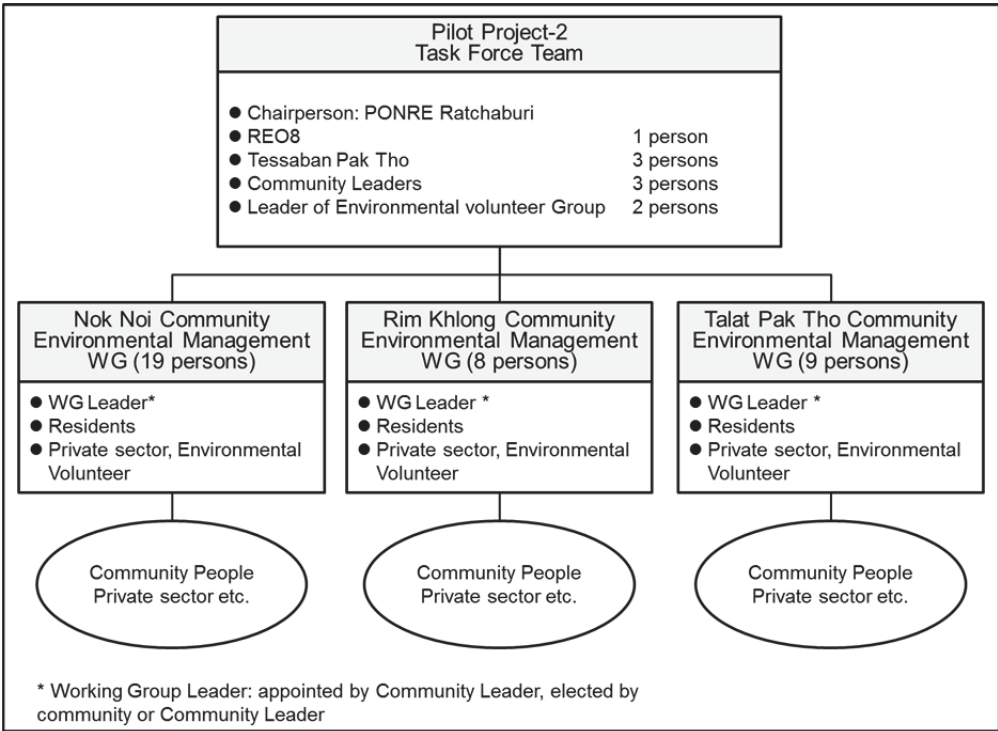 Pilot Project-2
Task Force Team
● Chairperson: PONRE Ratchaburi
● REO8 1 person
● Tessaban Pak Tho 3 persons
● Community Leaders 3 persons
● Leader of Environmental volunteer Group 2 persons
Nok Noi Community
Environmental Management
WG (19 persons)
● WG Leader*
● Residents
● Private sector, Environmental
Volunteer
Rim Khlong Community
Environmental Management
WG (8 persons)
● WG Leader *
● Residents
● Private sector, Environmental
Volunteer
Talat Pak Tho Community
Environmental Management
WG (9 persons)
● WG Leader *
● Residents
● Private sector, Environmental
Volunteer
Community People
Private sector etc.
Community People
Private sector etc.
Community People
Private sector etc.
* Working Group Leader: appointed by Community Leader, elected by
community or Community Leader